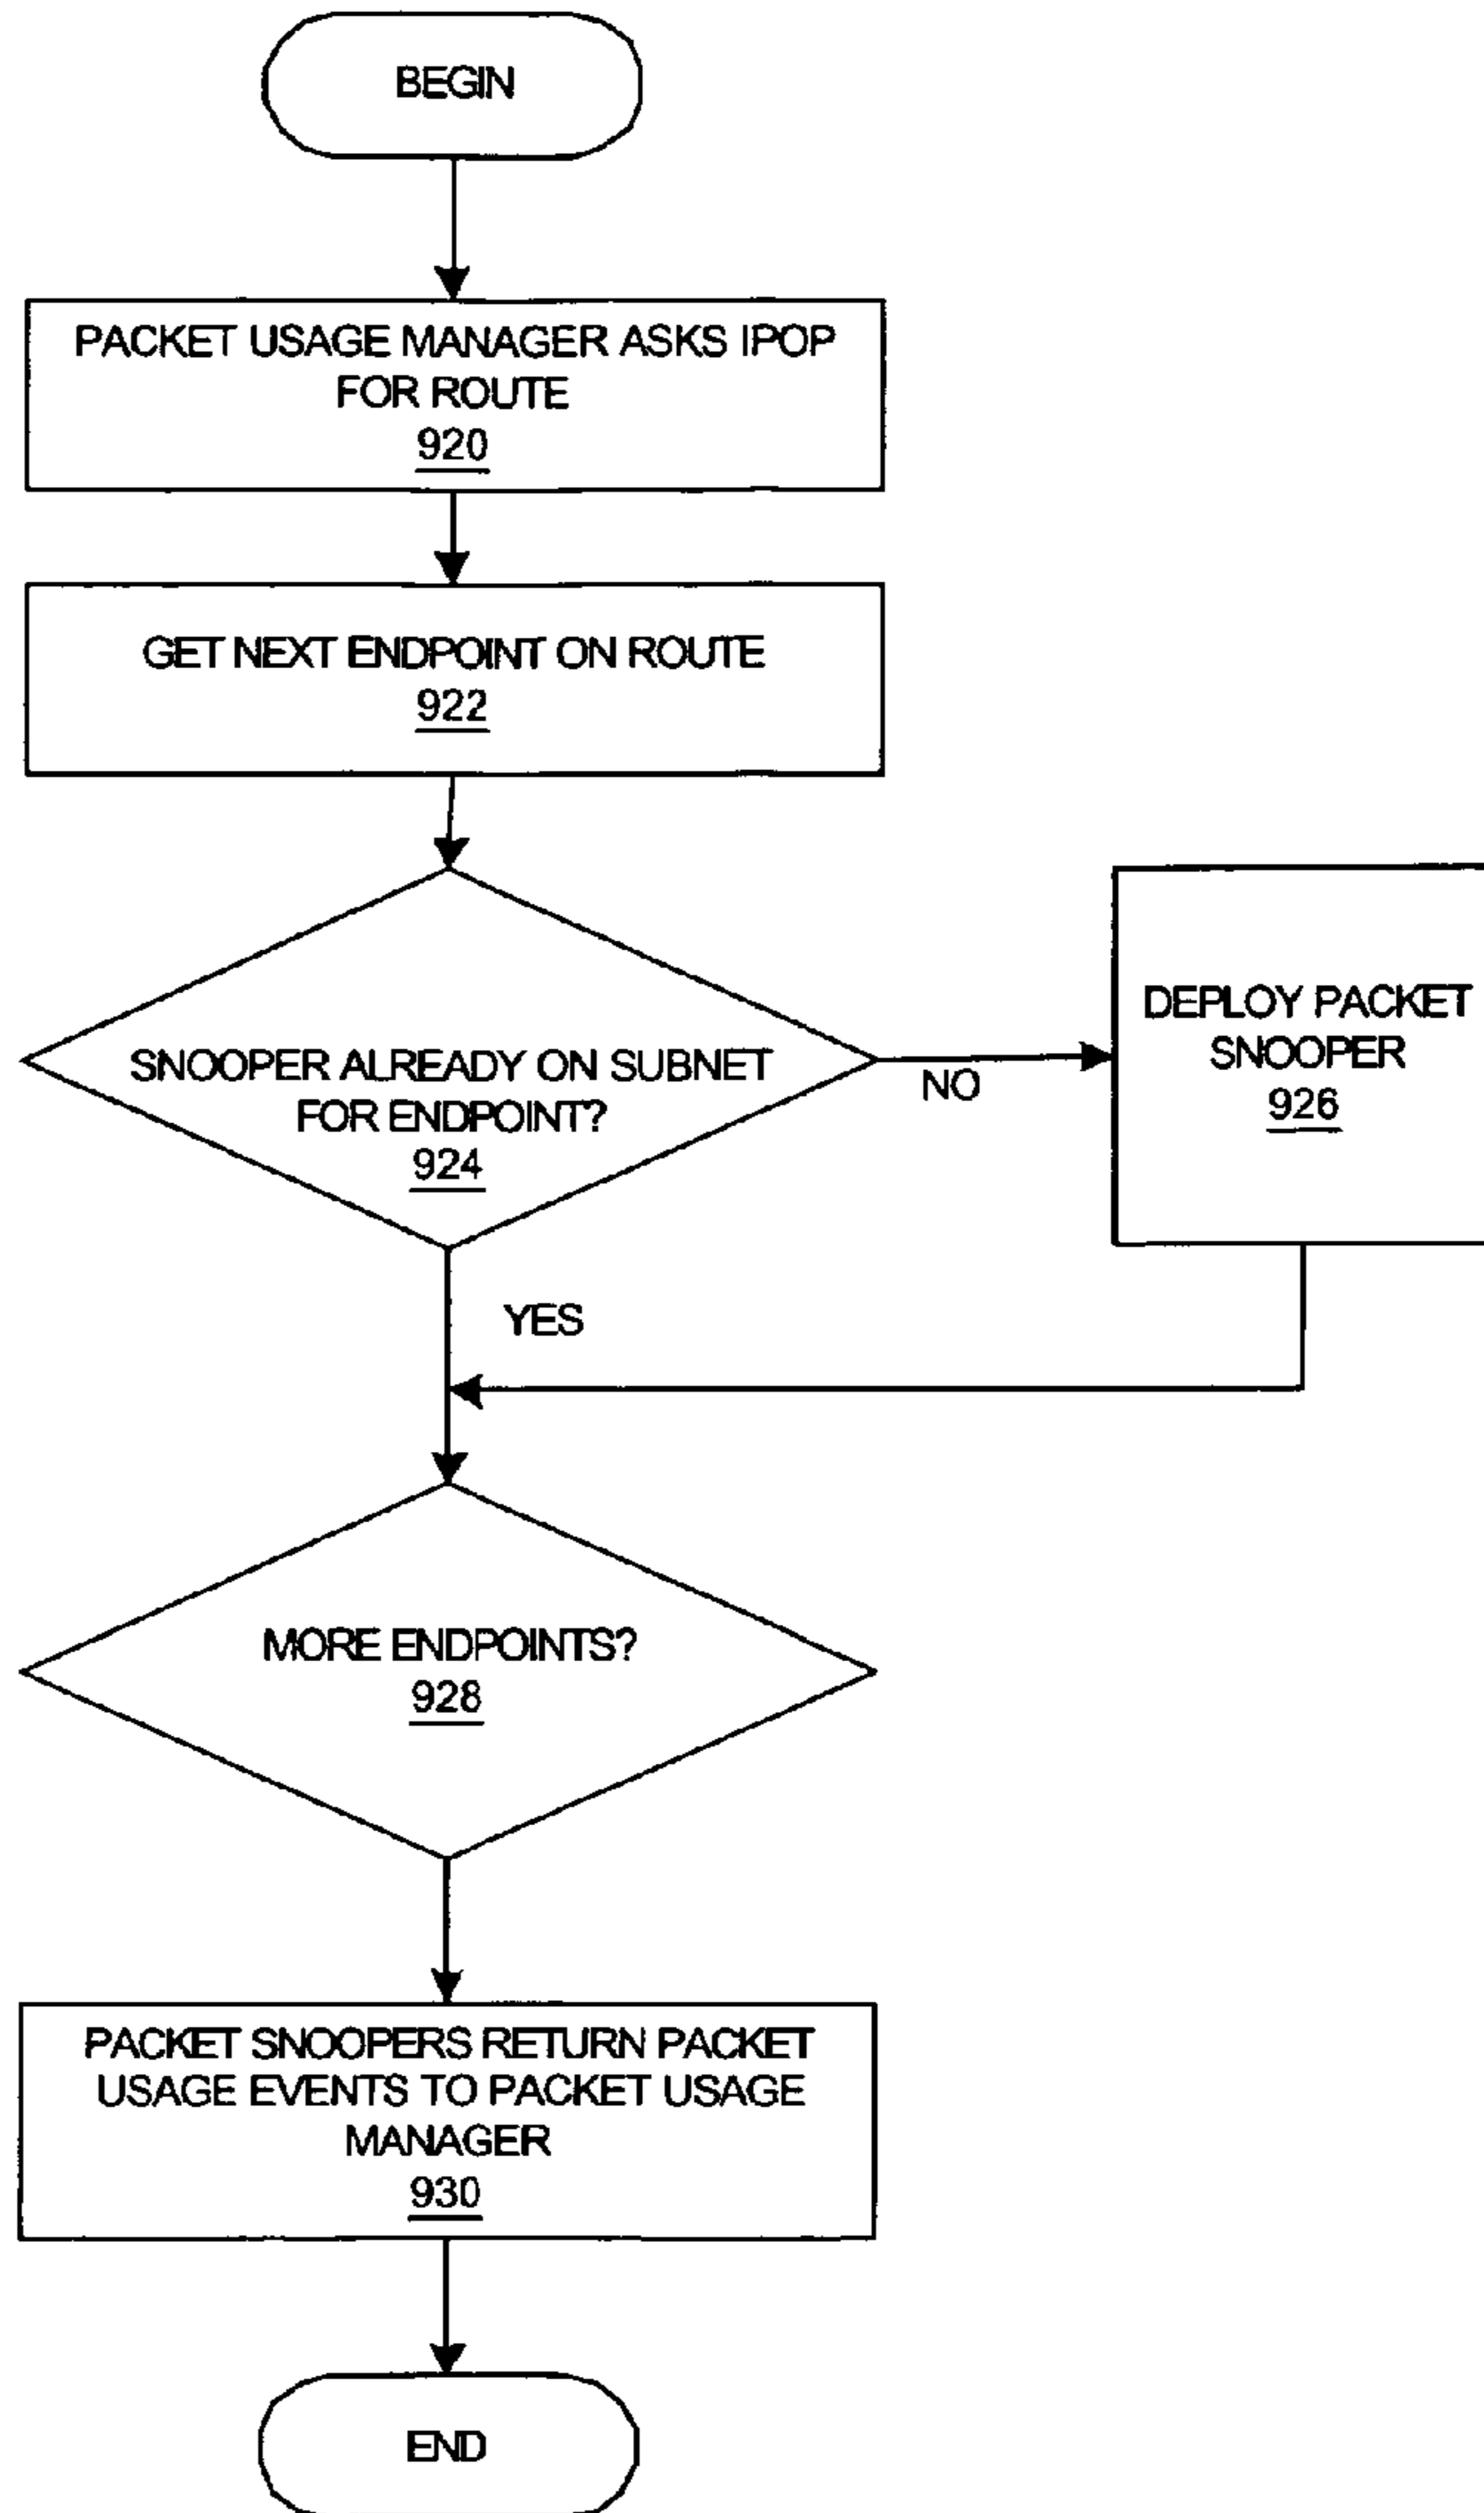 BEGIN
PACKET USAGE MANAGER ASKS IPOP
FOR ROUTE
920
GET NEXT ENDPOINT ON ROUTE
922
SNOOPER ALREADY ON SUBNET
FOR ENDPOINT?
924
NO
DEPLOY PACKET
SNOOPER
926
YES
MORE ENDPOINTS?
928
PACKET SNOOPERS RETURN PACKET
USAGE EVENTS TO PACKET USAGE
MANAGER
930
END